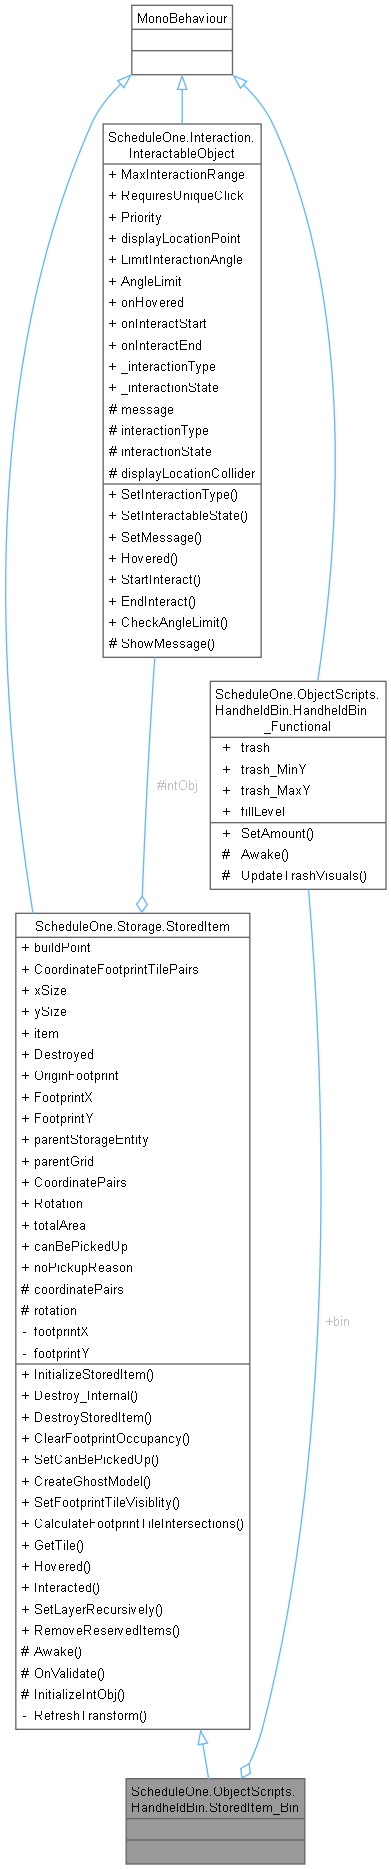 MonoBehaviour
ScheduleOne.Interaction.
InteractableObject
+ MaxInteractionRange
+ RequiresUniqueClick
+ Priority
+ displayLocationPoint
+ LimitInteractionAngle
+ AngleLimit
+ onHovered
+ onInteractStart
+ onInteractEnd
+ _interactionType
+ _interactionState
# message
# interactionType
# interactionState
# displayLocationCollider
+ SetInteractionType()
+ SetInteractableState()
+ SetMessage()
+ Hovered()
+ StartInteract()
+ EndInteract()
+ CheckAngleLimit()
# ShowMessage()
ScheduleOne.ObjectScripts.
HandheldBin.HandheldBin
_Functional
+ trash
+ trash_MinY
+ trash_MaxY
+ fillLevel
+ SetAmount()
# Awake()
# UpdateTrashVisuals()
#intObj
ScheduleOne.Storage.StoredItem
+ buildPoint
+ CoordinateFootprintTilePairs
+ xSize
+ ySize
+ item
+ Destroyed
+ OriginFootprint
+ FootprintX
+ FootprintY
+ parentStorageEntity
+ parentGrid
+ CoordinatePairs
+ Rotation
+ totalArea
+ canBePickedUp
+ noPickupReason
# coordinatePairs
# rotation
- footprintX
- footprintY
+ InitializeStoredItem()
+ Destroy_Internal()
+ DestroyStoredItem()
+ ClearFootprintOccupancy()
+ SetCanBePickedUp()
+ CreateGhostModel()
+ SetFootprintTileVisiblity()
+ CalculateFootprintTileIntersections()
+ GetTile()
+ Hovered()
+ Interacted()
+ SetLayerRecursively()
+ RemoveReservedItems()
# Awake()
# OnValidate()
# InitializeIntObj()
- RefreshTransform()
+bin
ScheduleOne.ObjectScripts.
HandheldBin.StoredItem_Bin